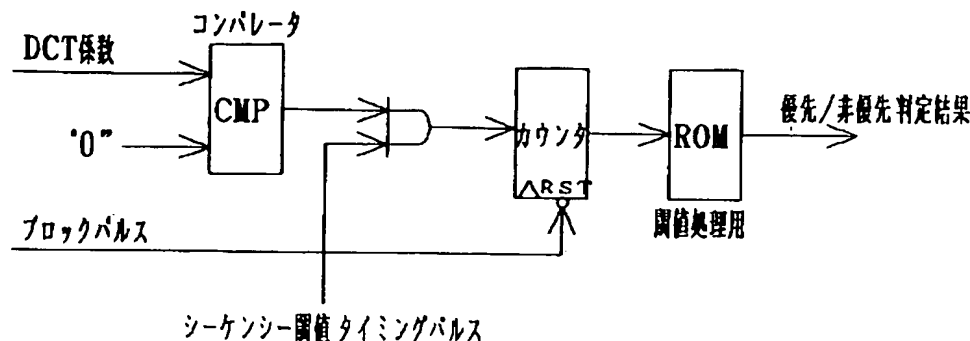 コンパレータ
DCT係数
CMP
"0"
カウンタ
RST
ROM
優先/非優先判定結果
閾値処理用
ブロックパルス
シーケンシー閾値タイミングパルス